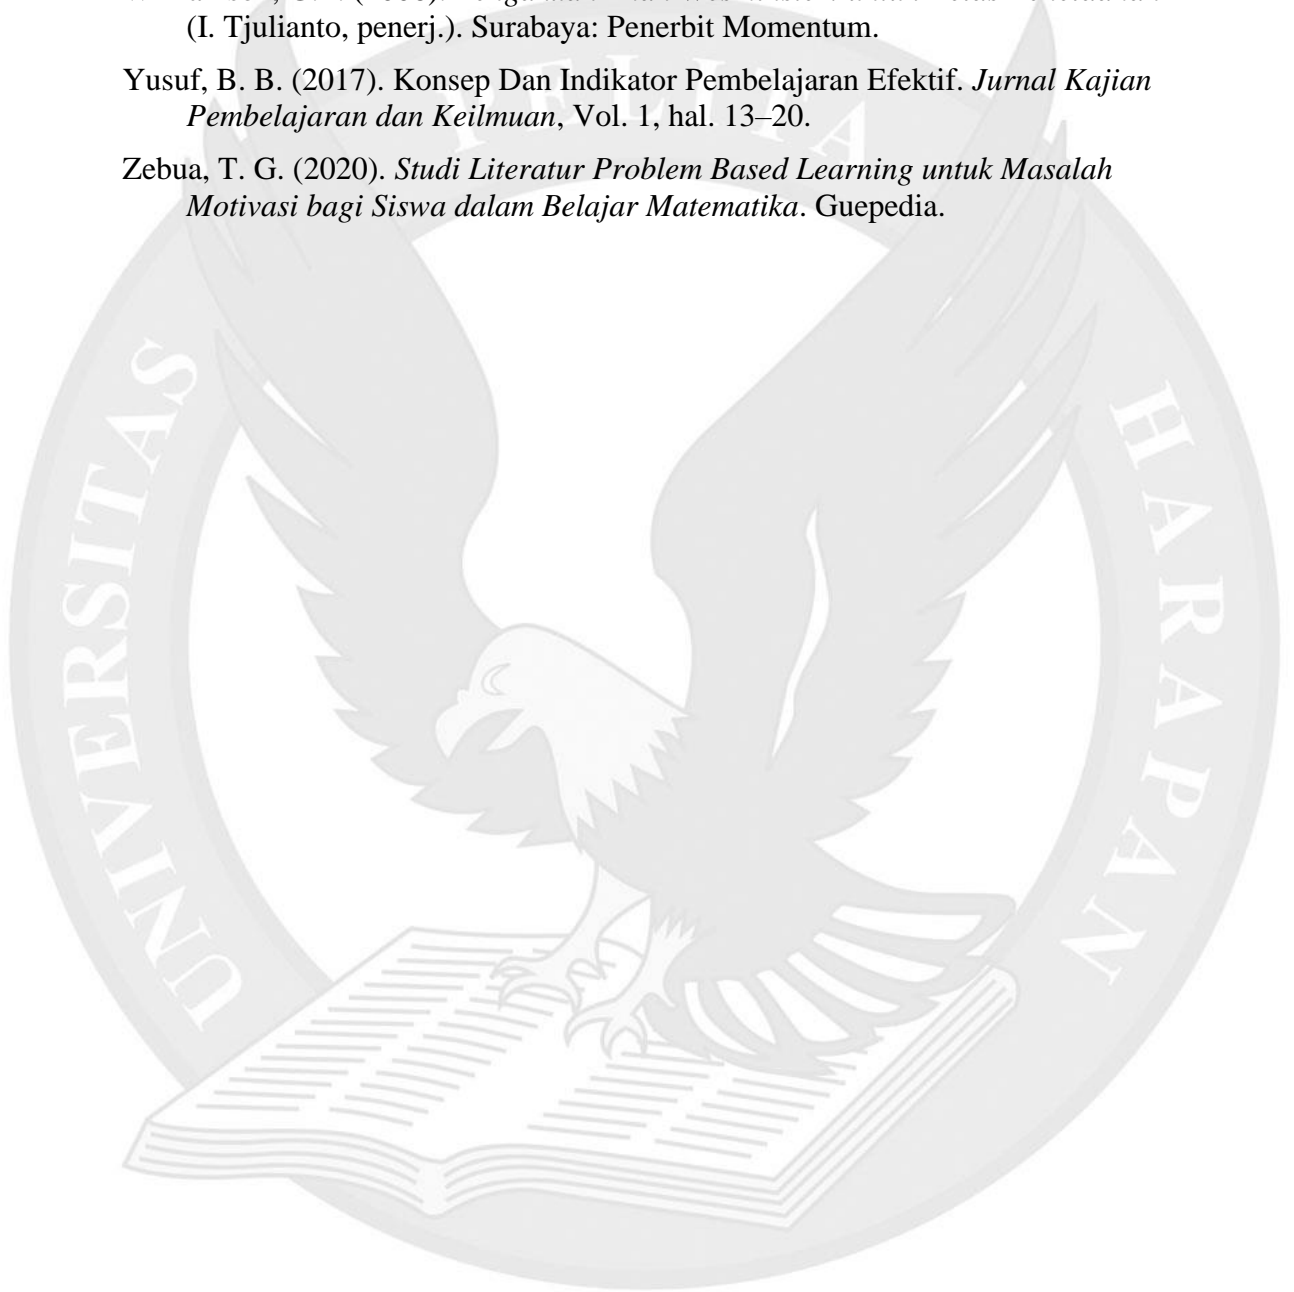 (I. Tjulianto, penerj.). Surabaya: Penerbit Momentum.
Yusuf, B. B. (2017). Konsep Dan Indikator Pembelajaran Efektif. Jurnal Kajian
Pembelajaran dan Keilmuan, Vol. 1, hal. 13–20.
Zebua, T. G. (2020). Studi Literatur Problem Based Learning untuk Masalah
Motivasi bagi Siswa dalam Belajar Matematika. Guepedia.
UNIVERSITAS
PELITA
HARAPAN